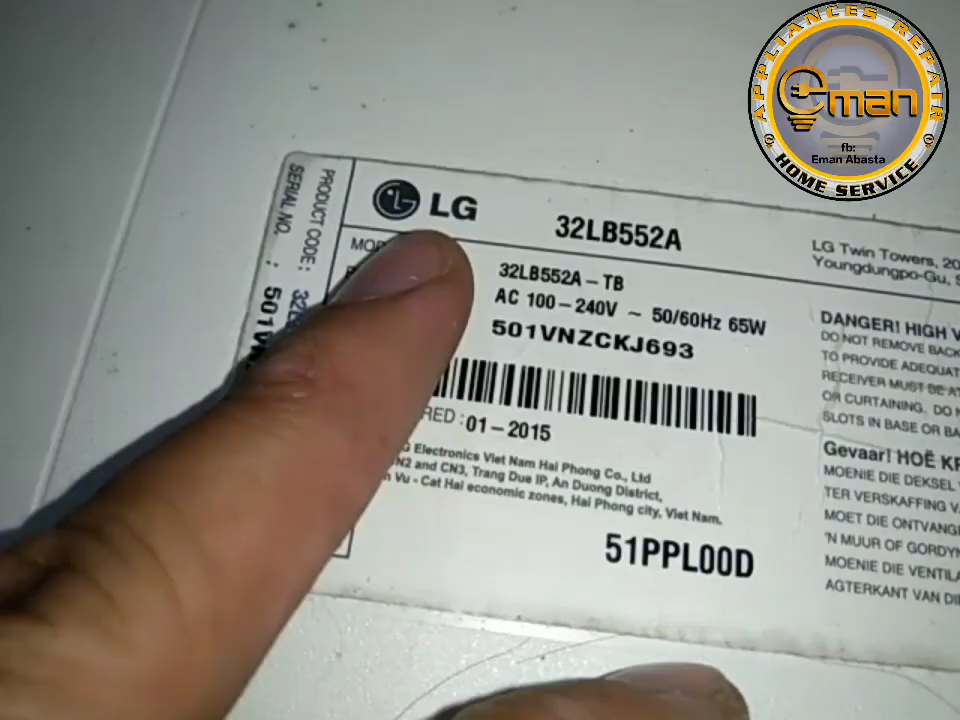 APPLIANCES REPAIR
eman
fb:
Eman Abasta
HOME SERVICE
LG
32LB552A
LG Twin Towers, 20
Youngdungpo-Gu, S
PRODUCT CODE:
SERIAL NO. :
32LB552A-TB
AC 100-240V ~ 50/60Hz 65W
501VNZCKJ693
RED : 01-2015
G Electronics Viet Nam Hai Phong Co., Ltd
N2 and CN3, Trang Due IP, An Duong District,
n Vu - Cat Hai economic zones, Hai Phong city, Viet Nam.
51PPL00D
DANGER! HIGH V
DO NOT REMOVE BACK
TO PROVIDE ADEQUAT
RECEIVER MUST BE AT
OR CURTAINING. DO N
SLOTS IN BASE OR BA
Gevaar! HOË KR
MOENIE DIE DEKSEL
TER VERSKAFFING V
MOET DIE ONTVANG
'N MUUR OF GORDYN
MOENIE DIE VENTILA
AGTERKANT VAN DIE